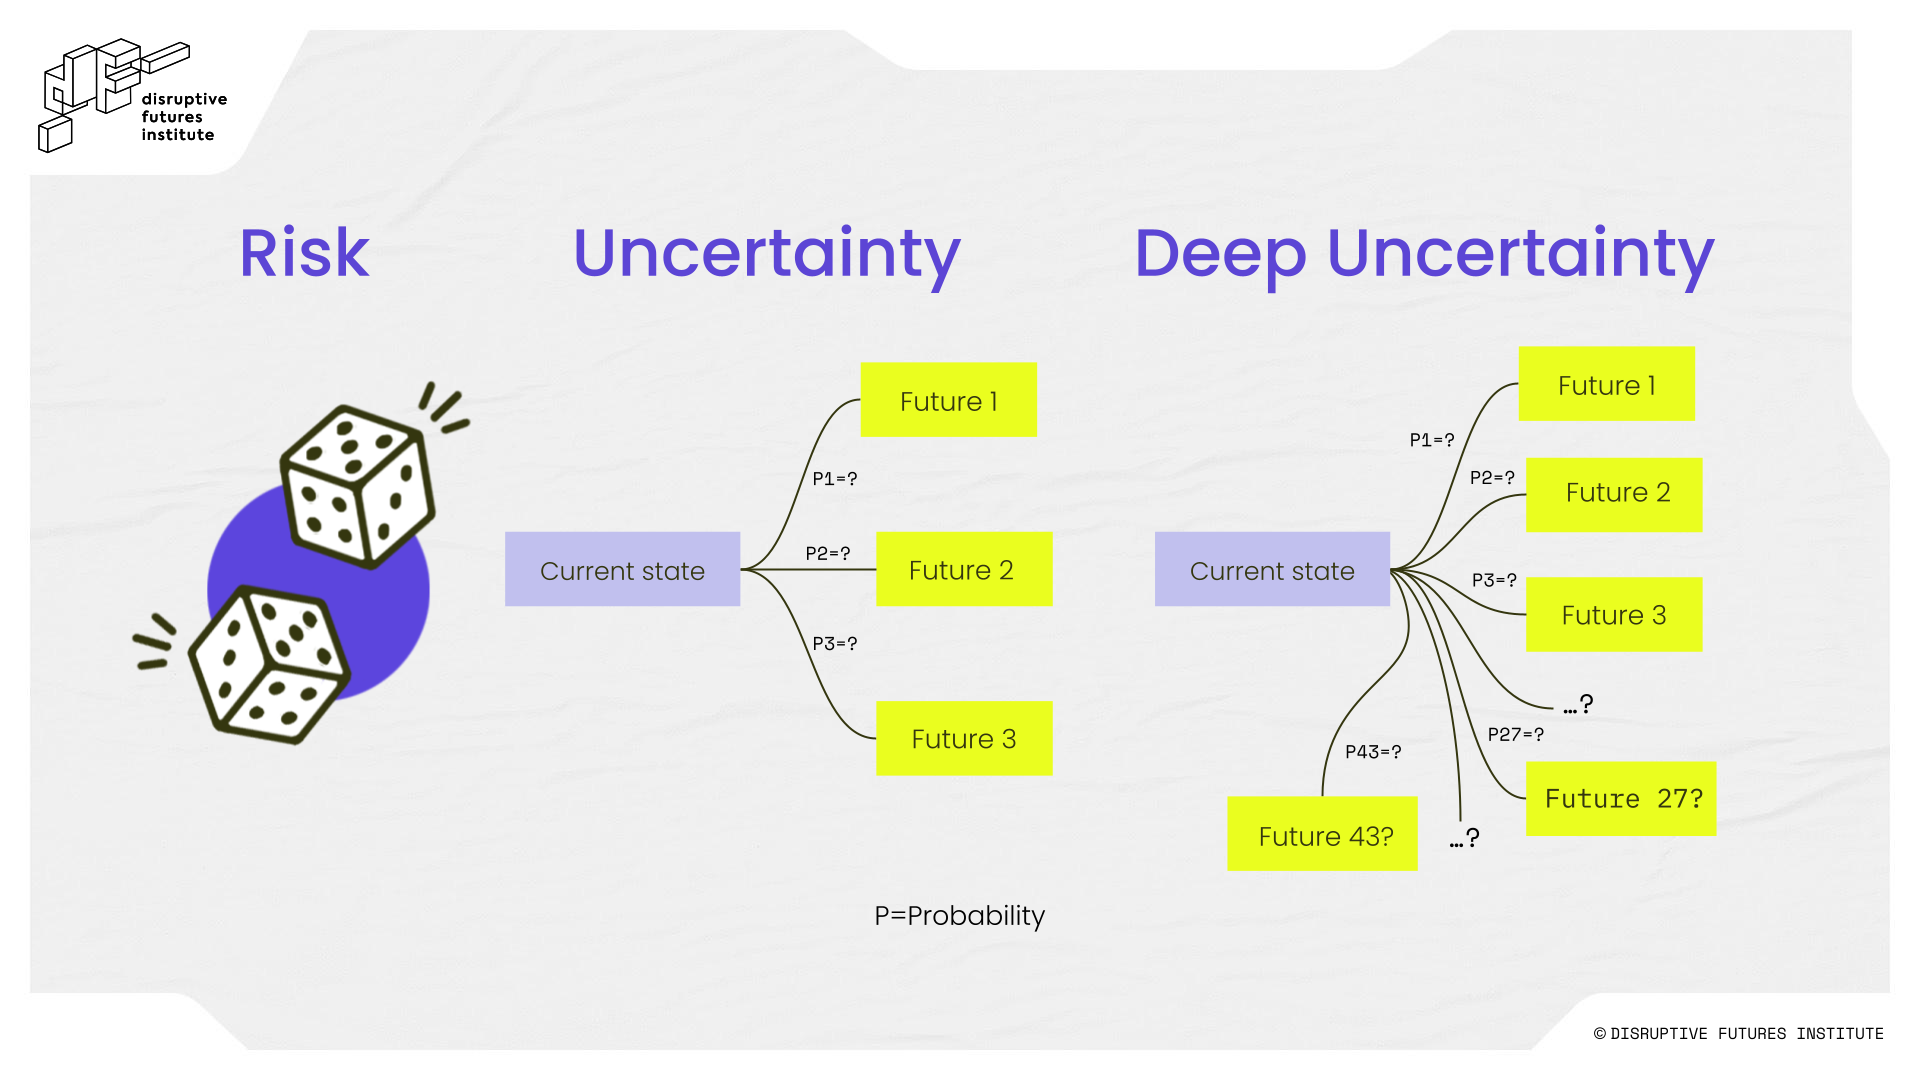 disruptive
futures
institute
Risk
Uncertainty
Deep Uncertainty
Current state
P1=?
P2=?
P3=?
Future 1
Future 2
Future 3
Current state
P1=?
P2=?
P3=?
P27=?
P43=?
Future 1
Future 2
Future 3
...?
Future 27?
...?
Future 43?
P=Probability
© DISRUPTIVE FUTURES INSTITUTE